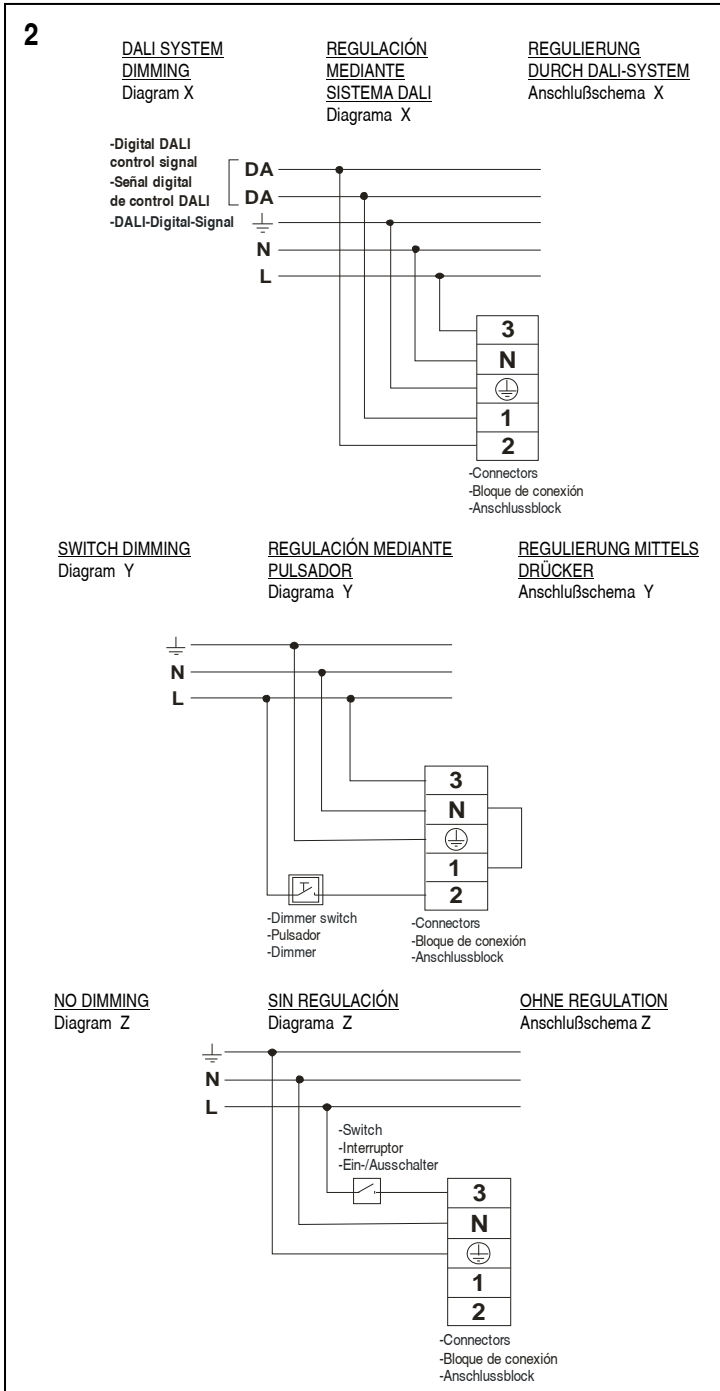 2
DALI SYSTEM
DIMMING
Diagram X
REGULACIÓN
MEDIANTE
SISTEMA DALI
Diagrama X
REGULIERUNG
DURCH DALI-SYSTEM
Anschlußschema X
-Digital DALI
control signal
-Señal digital
de control DALI
-DALI-Digital-Signal
DA
DA
N
L
3
N
1
2
-Connectors
-Bloque de conexión
-Anschlussblock
SWITCH DIMMING
Diagram Y
REGULACIÓN MEDIANTE
PULSADOR
Diagrama Y
REGULIERUNG MITTELS
DRÜCKER
Anschlußschema Y
N
L
3
N
1
2
-Dimmer switch
-Pulsador
-Dimmer
-Connectors
-Bloque de conexión
-Anschlussblock
NO DIMMING
Diagram Z
SIN REGULACIÓN
Diagrama Z
OHNE REGULATION
Anschlußschema Z
N
L
-Switch
-Interruptor
-Ein-/Ausschalter
3
N
1
2
-Connectors
-Bloque de conexión
-Anschlussblock